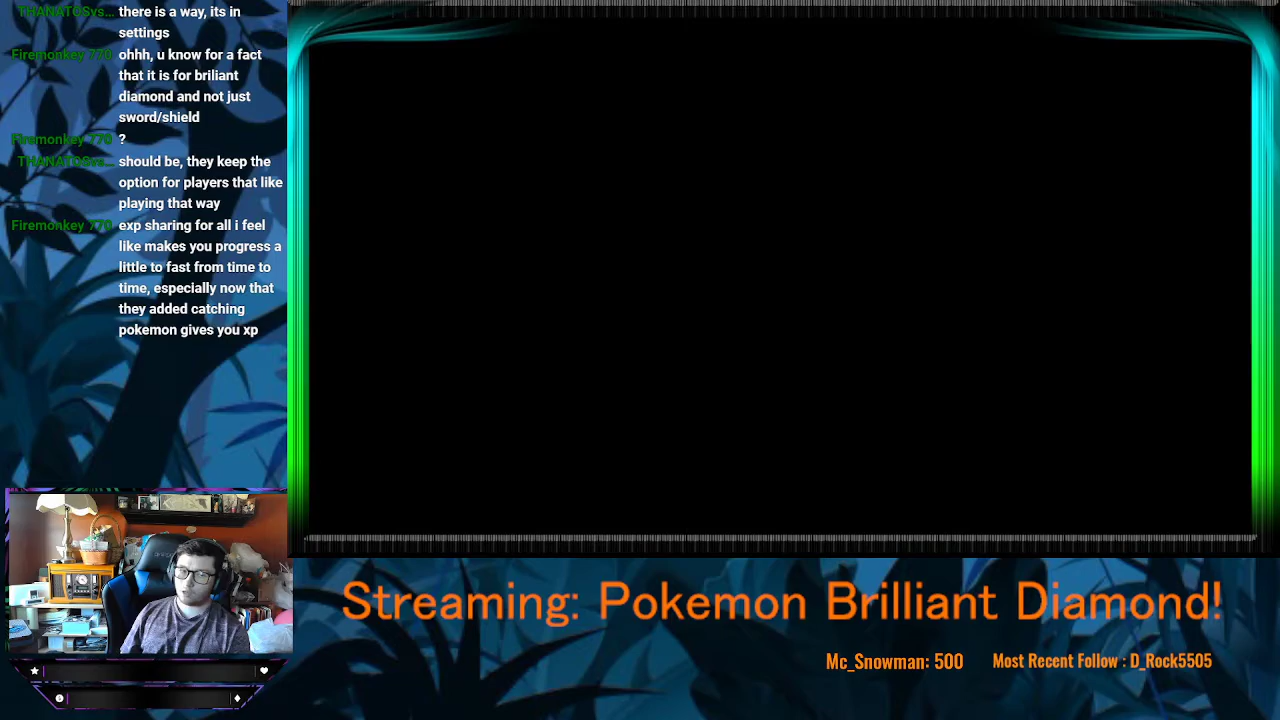 THANATOSvs... there is a way, its in
settings
Firemonkey 770 ohhh, u know for a fact
that it is for briliant
diamond and not just
sword/shield
Firemonkey 770 ?
THANATOSvs... should be, they keep the
option for players that like
playing that way
Firemonkey 770 exp sharing for all i feel
like makes you progress a
little to fast from time to
time, especially now that
they added catching
pokemon gives you xp
Streaming: Pokemon Brilliant Diamond!
Mc_Snowman: 500 Most Recent Follow : D_Rock5505